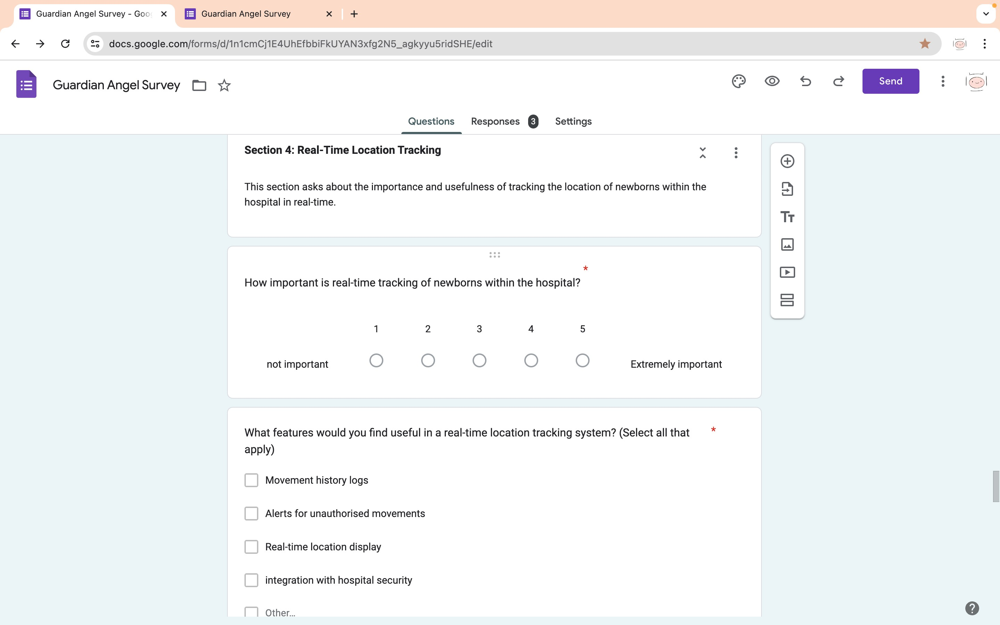 Guardian Angel Survey - Goo
Guardian Angel Survey
docs.google.com/forms/d/1n1cmCj1E4UhEfbbiFkUYAN3xfg2N5_agkyyu5ridSHE/edit
Guardian Angel Survey
Send
Questions
Responses 3
Settings
Section 4: Real-Time Location Tracking
This section asks about the importance and usefulness of tracking the location of newborns within the
hospital in real-time.
How important is real-time tracking of newborns within the hospital? *
1 2 3 4 5
not important
Extremely important
What features would you find useful in a real-time location tracking system? (Select all that *
apply)
Movement history logs
Alerts for unauthorised movements
Real-time location display
integration with hospital security
Other...